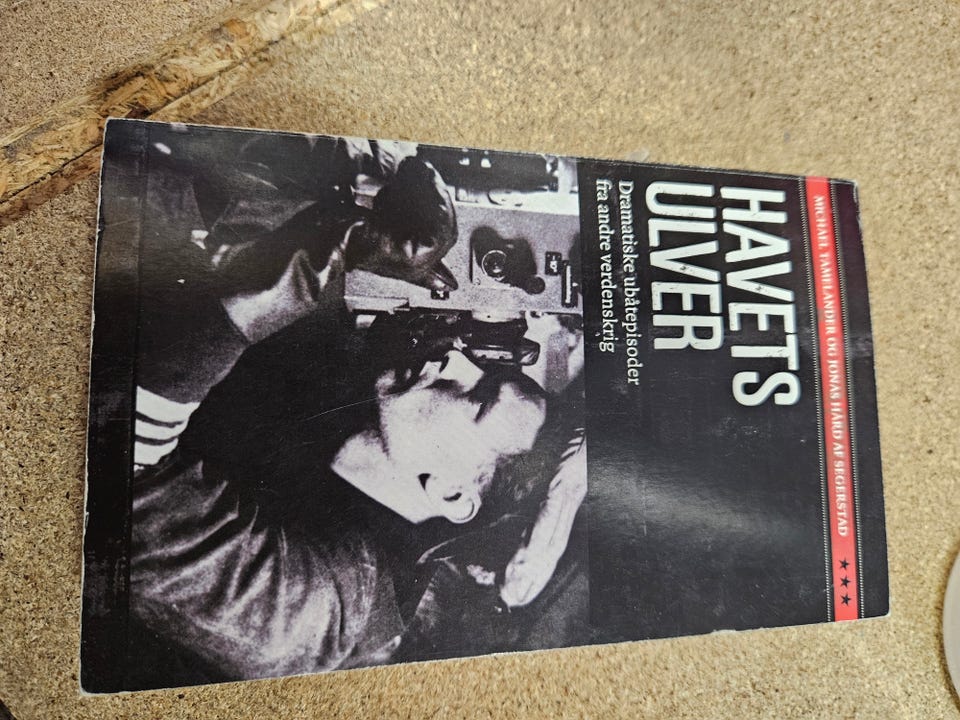 MICHAEL TAMELANDER OG JONAS HÅRD AF SEGERSTAD
HAVETS
ULVER
Dramatiske ubåtepisoder
fra andre verdenskrig